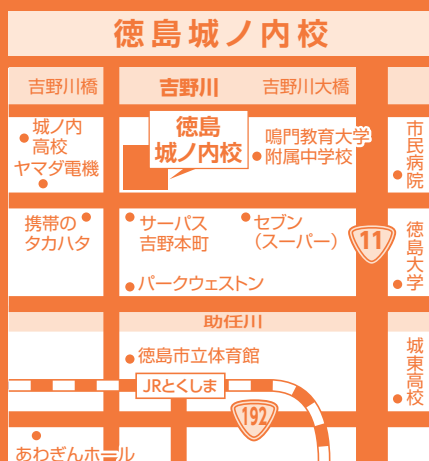 徳島城ノ内校
吉野川橋
吉野川
吉野川大橋
城ノ内
高校
ヤマダ電機
徳島
城ノ内校
鳴門教育大学
附属中学校
市民病院
携帯の
タカハタ
サーパス
吉野本町
セブン
(スーパー)
11
徳島大学
パークウェストン
助任川
徳島市立体育館
JRとくしま
城東高校
192
あわぎんホール